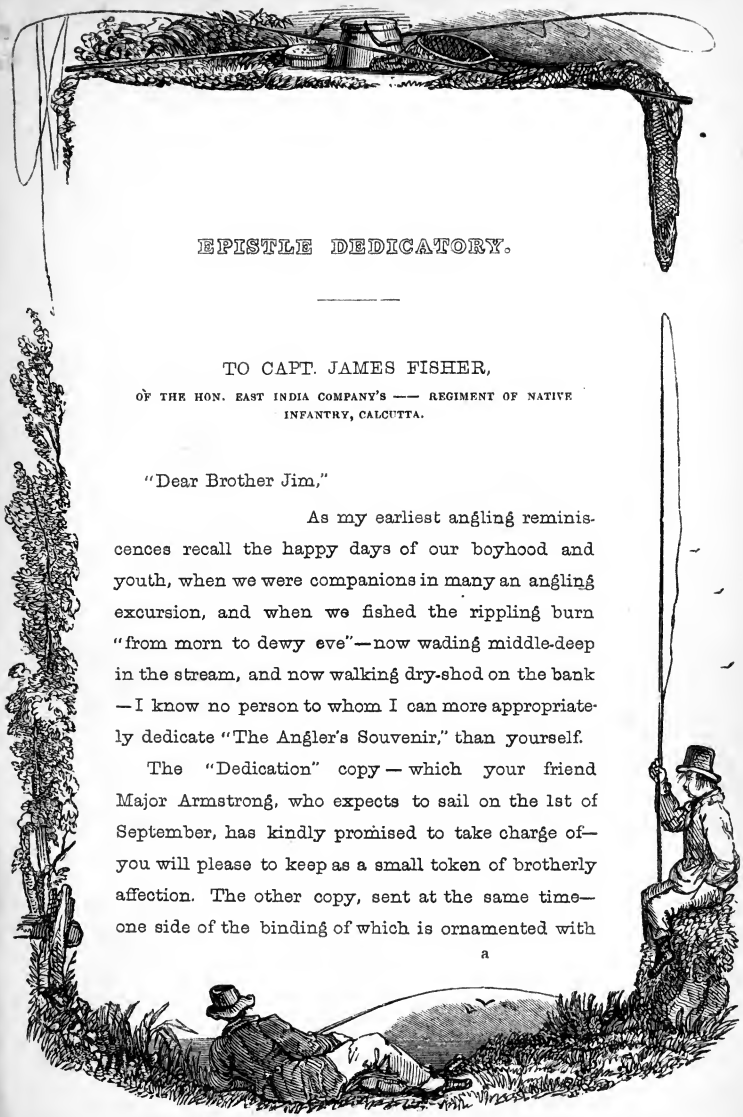 EPISTLE DEDICATORY.
TO CAPT. JAMES FISHER,
OF THE HON. EAST INDIA COMPANY'S —— REGIMENT OF NATIVE
INFANTRY, CALCUTTA.
"Dear Brother Jim,"
As my earliest angling reminis-
cences recall the happy days of our boyhood and
youth, when we were companions in many an angling
excursion, and when we fished the rippling burn
"from morn to dewy eve"—now wading middle-deep
in the stream, and now walking dry-shod on the bank
—I know no person to whom I can more appropriate-
ly dedicate "The Angler's Souvenir," than yourself.
The "Dedication" copy — which your friend
Major Armstrong, who expects to sail on the 1st of
September, has kindly promised to take charge of—
you will please to keep as a small token of brotherly
affection. The other copy, sent at the same time—
one side of the binding of which is ornamented with
a